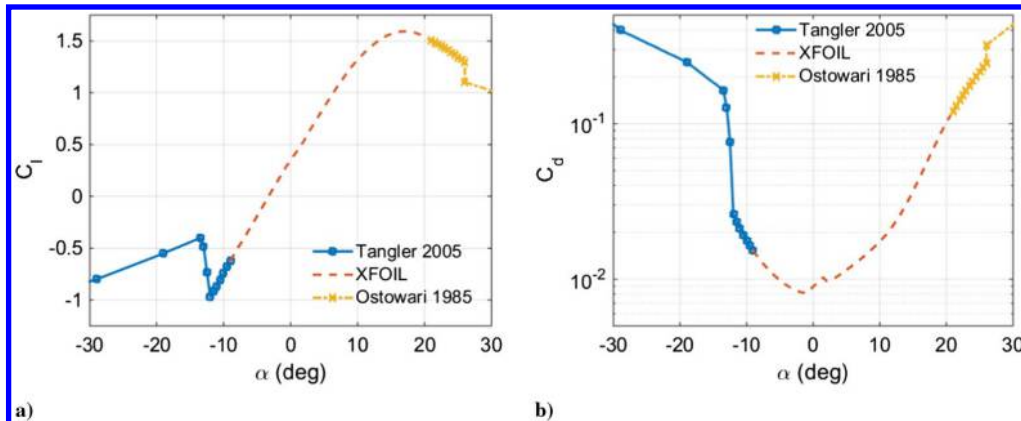 1.5
1
0.5
0
-0.5
-1
C_l
-30 -20 -10 0 10 20 30
α (deg)
Tangler 2005
XFOIL
Ostowari 1985
a)
10^-1
10^-2
C_d
-30 -20 -10 0 10 20 30
α (deg)
Tangler 2005
XFOIL
Ostowari 1985
b)